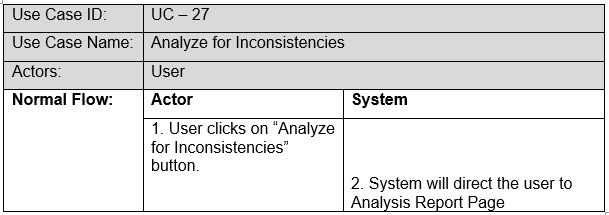 Use Case ID: UC – 27
Use Case Name: Analyze for Inconsistencies
Actors: User
Normal Flow: Actor System
1. User clicks on “Analyze
for Inconsistencies”
button.
2. System will direct the user to
Analysis Report Page